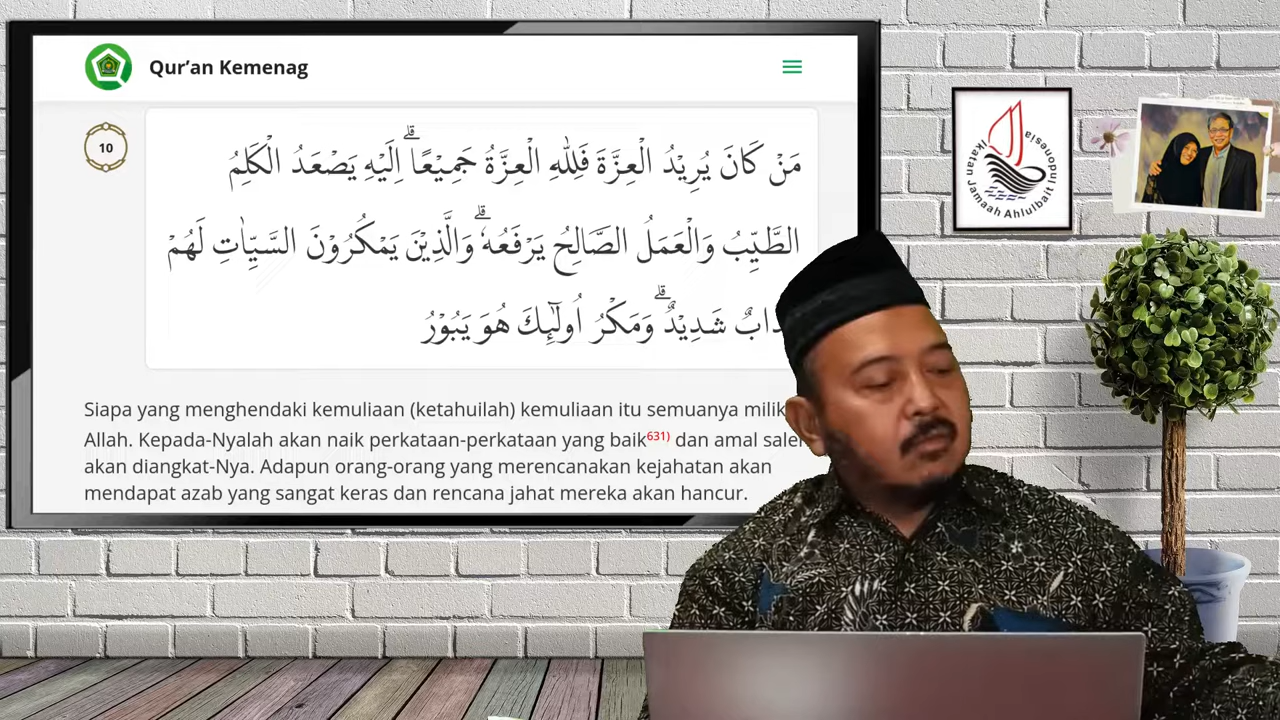 Qur’an Kemenag
10
مَنْ كَانَ يُرِيْدُ الْعِزَّةَ فَلِلّٰهِ الْعِزَّةُ جَمِيْعًاۗ اِلَيْهِ يَصْعَدُ الْكَلِمُ
الطَّيِّبُ وَالْعَمَلُ الصَّالِحُ يَرْفَعُهٗۗ وَالَّذِيْنَ يَمْكُرُوْنَ السَّيِّاٰتِ لَهُمْ
شَدِيْدٌۗ وَمَكْرُ اُولٰۤىِٕكَ هُوَ يَبُوْرُ
Siapa yang menghendaki kemuliaan (ketahuilah) kemuliaan itu semuanya milik
Allah. Kepada-Nyalah akan naik perkataan-perkataan yang baik631) dan amal saleh
akan diangkat-Nya. Adapun orang-orang yang merencanakan kejahatan akan
mendapat azab yang sangat keras dan rencana jahat mereka akan hancur.
Ikatan Jamaah Ahlulbait Indonesia